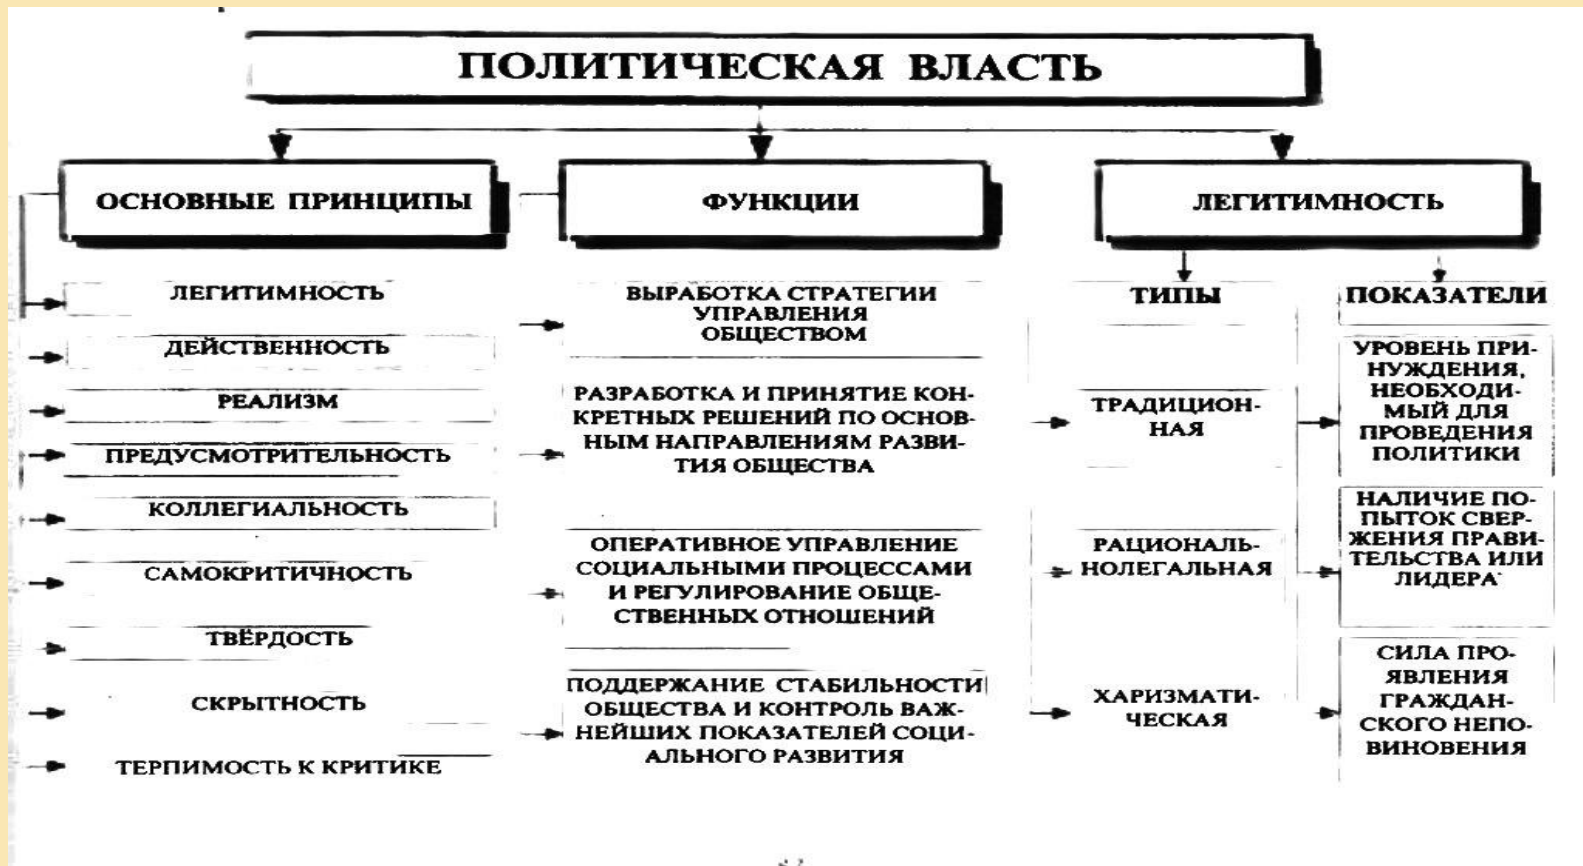 ПОЛИТИЧЕСКАЯ ВЛАСТЬ
ОСНОВНЫЕ ПРИНЦИПЫ
ЛЕГИТИМНОСТЬ
ДЕЙСТВЕННОСТЬ
РЕАЛИЗМ
ПРЕДУСМОТРИТЕЛЬНОСТЬ
КОЛЛЕГИАЛЬНОСТЬ
САМОКРИТИЧНОСТЬ
ТВЁРДОСТЬ
СКРЫТНОСТЬ
ТЕРПИМОСТЬ К КРИТИКЕ
ФУНКЦИИ
ВЫРАБОТКА СТРАТЕГИИ
УПРАВЛЕНИЯ
ОБЩЕСТВОМ
РАЗРАБОТКА И ПРИНЯТИЕ КОН-
КРЕТНЫХ РЕШЕНИЙ ПО ОСНОВ-
НЫМ НАПРАВЛЕНИЯМ РАЗВИ-
ТИЯ ОБЩЕСТВА
ОПЕРАТИВНОЕ УПРАВЛЕНИЕ
СОЦИАЛЬНЫМИ ПРОЦЕССАМИ
И РЕГУЛИРОВАНИЕ ОБЩЕ-
СТВЕННЫХ ОТНОШЕНИЙ
ПОДДЕРЖАНИЕ СТАБИЛЬНОСТИ
ОБЩЕСТВА И КОНТРОЛЬ ВАЖ-
НЕЙШИХ ПОКАЗАТЕЛЕЙ СОЦИ-
АЛЬНОГО РАЗВИТИЯ
ЛЕГИТИМНОСТЬ
ТИПЫ
ТРАДИЦИОН-
НАЯ
РАЦИОНАЛЬ-
НОЛЕГАЛЬНАЯ
ХАРИЗМАТИ-
ЧЕСКАЯ
ПОКАЗАТЕЛИ
УРОВЕНЬ ПРИ-
НУЖДЕНИЯ,
НЕОБХОДИ-
МЫЙ ДЛЯ
ПРОВЕДЕНИЯ
ПОЛИТИКИ
НАЛИЧИЕ ПО-
ПЫТОК СВЕР-
ЖЕНИЯ ПРАВИ-
ТЕЛЬСТВА ИЛИ
ЛИДЕРА
СИЛА ПРО-
ЯВЛЕНИЯ
ГРАЖДАН-
СКОГО НЕПО-
ВИНОВЕНИЯ